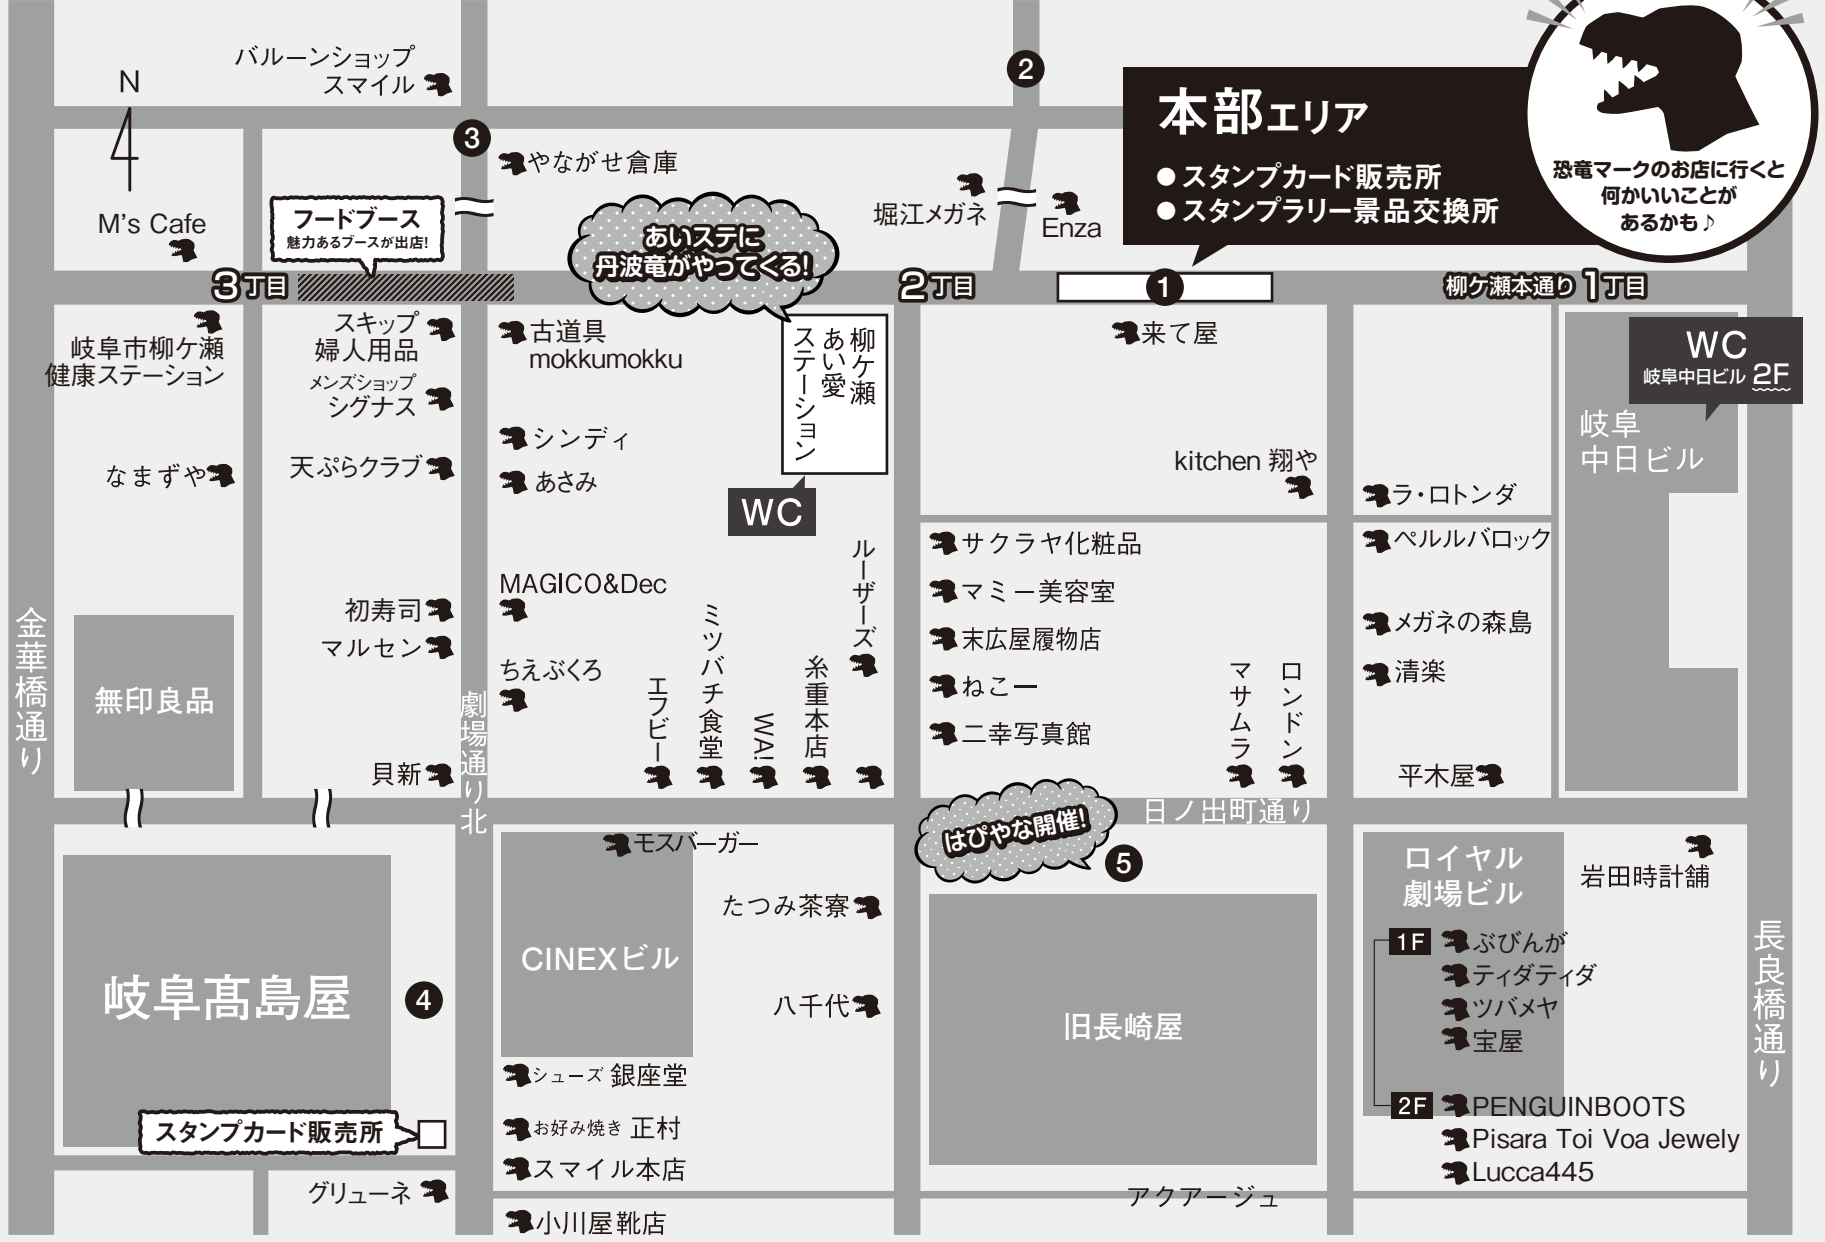 バルーンショップ
スマイル
N
2
3
本部エリア
●スタンプカード販売所
●スタンプラリー景品交換所
恐竜マークのお店に行くと
何かいいことが
あるかも♪
やながせ倉庫
M's Cafe
フードブース
魅力あるブースが出店!
あいステに
丹波竜がやってくる!
堀江メガネ
Enza
3丁目
2丁目
1
柳ケ瀬本通り 1丁目
岐阜市柳ケ瀬
健康ステーション
スキップ
婦人用品
メンズショップ
シグナス
古道具
mokkumokku
柳ケ瀬
あい愛
ステーション
来て屋
WC
岐阜中日ビル 2F
岐阜
中日ビル
なまずや
天ぷらクラブ
シンディ
あさみ
WC
kitchen 翔や
ラ・ロトンダ
サクラヤ化粧品
マミー美容室
末広屋履物店
ねこー
二幸写真館
ペルルバロック
メガネの森島
清楽
平木屋
金華橋通り
無印良品
初寿司
マルセン
貝新
劇場通り北
MAGICO&Dec
ちえぶくろ
エフビー
ミツバチ食堂
WA!
糸重本店
ルーザーズ
マサムラ
ロンドン
日ノ出町通り
はぴやな開催!
5
モスバーガー
たつみ茶寮
CINEXビル
八千代
岐阜髙島屋
4
スタンプカード販売所
シューズ 銀座堂
お好み焼き 正村
スマイル本店
グリューネ
小川屋靴店
旧長崎屋
アクアージュ
ロイヤル
劇場ビル
岩田時計舗
1F
ぶびんが
ティダティダ
ツバメヤ
宝屋
2F
PENGUINBOOTS
Pisara Toi Voa Jewely
Lucca445
長良橋通り